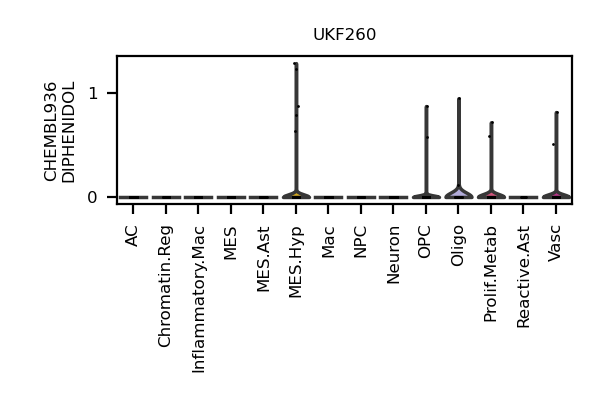 UKF260
CHEMBL936
DIPHENIDOL
1
0
AC
Chromatin.Reg
Inflammatory.Mac
MES
MES.Ast
MES.Hyp
Mac
NPC
Neuron
OPC
Oligo
Prolif.Metab
Reactive.Ast
Vasc